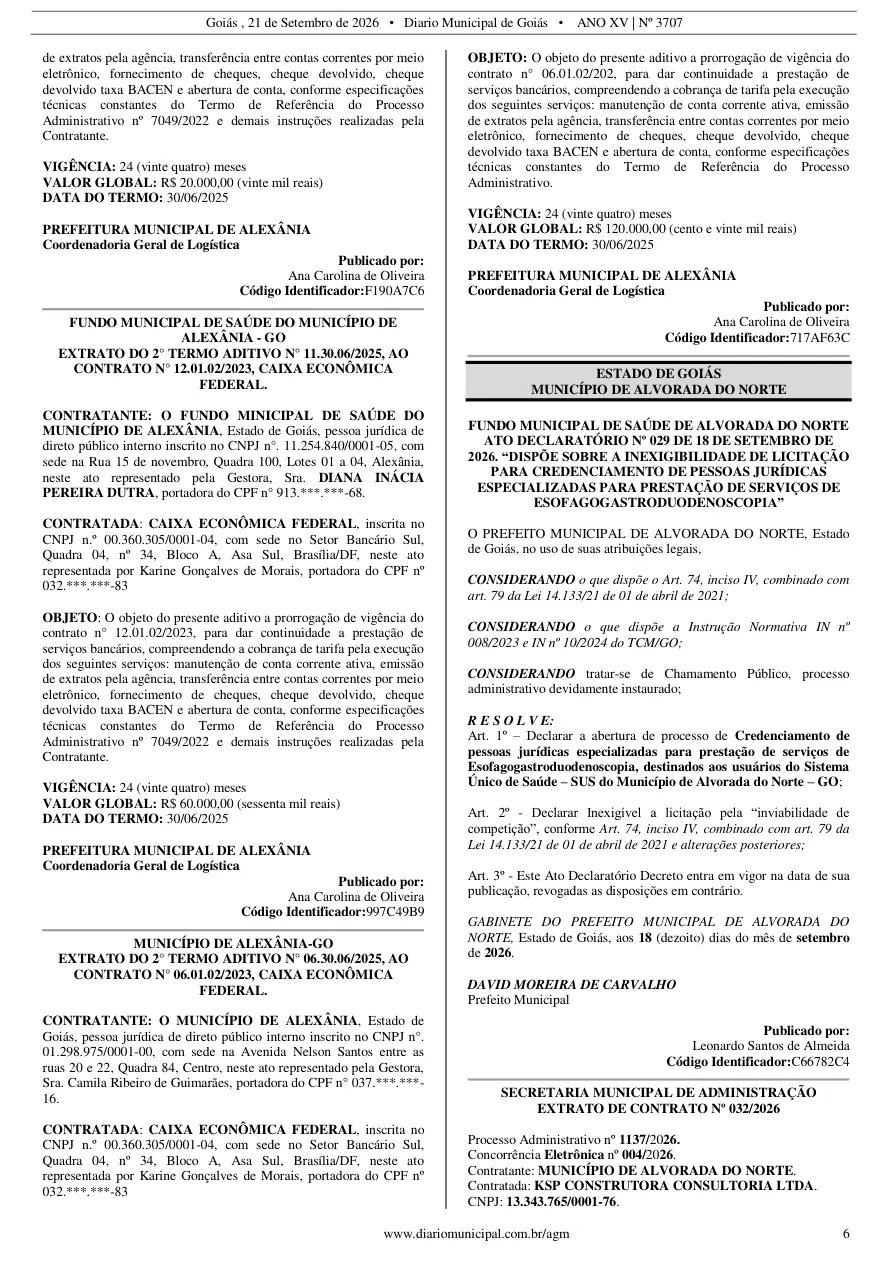 Goiás , 21 de Setembro de 2026 • Diario Municipal de Goiás • ANO XV | Nº 3707
de extratos pela agência, transferência entre contas correntes por meio
eletrônico, fornecimento de cheques, cheque devolvido, cheque
devolvido taxa BACEN e abertura de conta, conforme especificações
técnicas constantes do Termo de Referência do Processo
Administrativo nº 7049/2022 e demais instruções realizadas pela
Contratante.
VIGÊNCIA: 24 (vinte quatro) meses
VALOR GLOBAL: R$ 20.000,00 (vinte mil reais)
DATA DO TERMO: 30/06/2025
PREFEITURA MUNICIPAL DE ALEXÂNIA
Coordenadoria Geral de Logística
Publicado por:
Ana Carolina de Oliveira
Código Identificador:F190A7C6
FUNDO MUNICIPAL DE SAÚDE DO MUNICÍPIO DE
ALEXÂNIA - GO
EXTRATO DO 2° TERMO ADITIVO N° 11.30.06/2025, AO
CONTRATO N° 12.01.02/2023, CAIXA ECONÔMICA
FEDERAL.
CONTRATANTE: O FUNDO MINICIPAL DE SAÚDE DO
MUNICÍPIO DE ALEXÂNIA, Estado de Goiás, pessoa jurídica de
direto público interno inscrito no CNPJ n°. 11.254.840/0001-05, com
sede na Rua 15 de novembro, Quadra 100, Lotes 01 a 04, Alexânia,
neste ato representado pela Gestora, Sra. DIANA INÁCIA
PEREIRA DUTRA, portadora do CPF n° 913.***.***-68.
CONTRATADA: CAIXA ECONÔMICA FEDERAL, inscrita no
CNPJ n.º 00.360.305/0001-04, com sede no Setor Bancário Sul,
Quadra 04, nº 34, Bloco A, Asa Sul, Brasília/DF, neste ato
representada por Karine Gonçalves de Morais, portadora do CPF nº
032.***.***-83
OBJETO: O objeto do presente aditivo a prorrogação de vigência do
contrato n° 12.01.02/2023, para dar continuidade a prestação de
serviços bancários, compreendendo a cobrança de tarifa pela execução
dos seguintes serviços: manutenção de conta corrente ativa, emissão
de extratos pela agência, transferência entre contas correntes por meio
eletrônico, fornecimento de cheques, cheque devolvido, cheque
devolvido taxa BACEN e abertura de conta, conforme especificações
técnicas constantes do Termo de Referência do Processo
Administrativo nº 7049/2022 e demais instruções realizadas pela
Contratante.
VIGÊNCIA: 24 (vinte quatro) meses
VALOR GLOBAL: R$ 60.000,00 (sessenta mil reais)
DATA DO TERMO: 30/06/2025
PREFEITURA MUNICIPAL DE ALEXÂNIA
Coordenadoria Geral de Logística
Publicado por:
Ana Carolina de Oliveira
Código Identificador:997C49B9
MUNICÍPIO DE ALEXÂNIA-GO
EXTRATO DO 2° TERMO ADITIVO N° 06.30.06/2025, AO
CONTRATO N° 06.01.02/2023, CAIXA ECONÔMICA
FEDERAL.
CONTRATANTE: O MUNICÍPIO DE ALEXÂNIA, Estado de
Goiás, pessoa jurídica de direto público interno inscrito no CNPJ n°.
01.298.975/0001-00, com sede na Avenida Nelson Santos entre as
ruas 20 e 22, Quadra 84, Centro, neste ato representado pela Gestora,
Sra. Camila Ribeiro de Guimarães, portadora do CPF n° 037.***.***-
16.
CONTRATADA: CAIXA ECONÔMICA FEDERAL, inscrita no
CNPJ n.º 00.360.305/0001-04, com sede no Setor Bancário Sul,
Quadra 04, nº 34, Bloco A, Asa Sul, Brasília/DF, neste ato
representada por Karine Gonçalves de Morais, portadora do CPF nº
032.***.***-83
OBJETO: O objeto do presente aditivo a prorrogação de vigência do
contrato n° 06.01.02/202, para dar continuidade a prestação de
serviços bancários, compreendendo a cobrança de tarifa pela execução
dos seguintes serviços: manutenção de conta corrente ativa, emissão
de extratos pela agência, transferência entre contas correntes por meio
eletrônico, fornecimento de cheques, cheque devolvido, cheque
devolvido taxa BACEN e abertura de conta, conforme especificações
técnicas constantes do Termo de Referência do Processo
Administrativo.
VIGÊNCIA: 24 (vinte quatro) meses
VALOR GLOBAL: R$ 120.000,00 (cento e vinte mil reais)
DATA DO TERMO: 30/06/2025
PREFEITURA MUNICIPAL DE ALEXÂNIA
Coordenadoria Geral de Logística
Publicado por:
Ana Carolina de Oliveira
Código Identificador:717AF63C
ESTADO DE GOIÁS
MUNICÍPIO DE ALVORADA DO NORTE
FUNDO MUNICIPAL DE SAÚDE DE ALVORADA DO NORTE
ATO DECLARATÓRIO Nº 029 DE 18 DE SETEMBRO DE
2026. “DISPÕE SOBRE A INEXIGIBILIDADE DE LICITAÇÃO
PARA CREDENCIAMENTO DE PESSOAS JURÍDICAS
ESPECIALIZADAS PARA PRESTAÇÃO DE SERVIÇOS DE
ESOFAGOGASTRODUODENOSCOPIA”
O PREFEITO MUNICIPAL DE ALVORADA DO NORTE, Estado
de Goiás, no uso de suas atribuições legais,
CONSIDERANDO o que dispõe o Art. 74, inciso IV, combinado com
art. 79 da Lei 14.133/21 de 01 de abril de 2021;
CONSIDERANDO o que dispõe a Instrução Normativa IN nº
008/2023 e IN nº 10/2024 do TCM/GO;
CONSIDERANDO tratar-se de Chamamento Público, processo
administrativo devidamente instaurado;
R E S O L V E:
Art. 1º – Declarar a abertura de processo de Credenciamento de
pessoas jurídicas especializadas para prestação de serviços de
Esofagogastroduodenoscopia, destinados aos usuários do Sistema
Único de Saúde – SUS do Município de Alvorada do Norte – GO;
Art. 2º - Declarar Inexigível a licitação pela “inviabilidade de
competição”, conforme Art. 74, inciso IV, combinado com art. 79 da
Lei 14.133/21 de 01 de abril de 2021 e alterações posteriores;
Art. 3º - Este Ato Declaratório Decreto entra em vigor na data de sua
publicação, revogadas as disposições em contrário.
GABINETE DO PREFEITO MUNICIPAL DE ALVORADA DO
NORTE, Estado de Goiás, aos 18 (dezoito) dias do mês de setembro
de 2026.
DAVID MOREIRA DE CARVALHO
Prefeito Municipal
Publicado por:
Leonardo Santos de Almeida
Código Identificador:C66782C4
SECRETARIA MUNICIPAL DE ADMINISTRAÇÃO
EXTRATO DE CONTRATO Nº 032/2026
Processo Administrativo nº 1137/2026.
Concorrência Eletrônica nº 004/2026.
Contratante: MUNICÍPIO DE ALVORADA DO NORTE.
Contratada: KSP CONSTRUTORA CONSULTORIA LTDA.
CNPJ: 13.343.765/0001-76.
www.diariomunicipal.com.br/agm 6